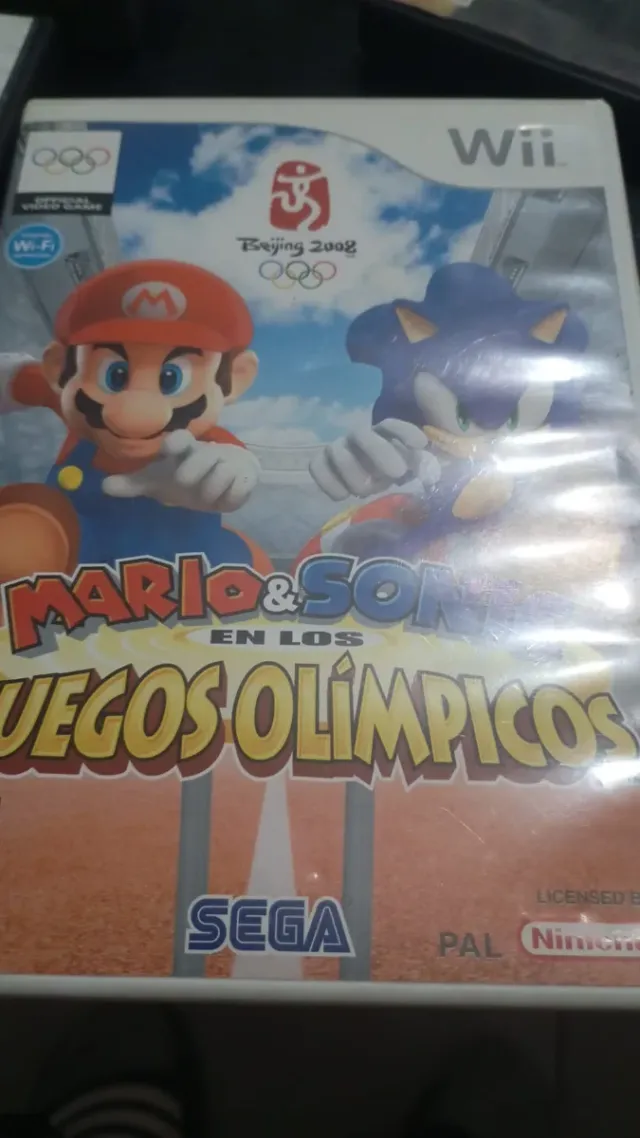 Wii
OFFICIAL
VIDEO GAME
Wi-Fi
Beijing 2008
M
MARIO & SON
EN LOS
UEGOS OLÍMPICOS
SEGA
LICENSED B
PAL
Ninten